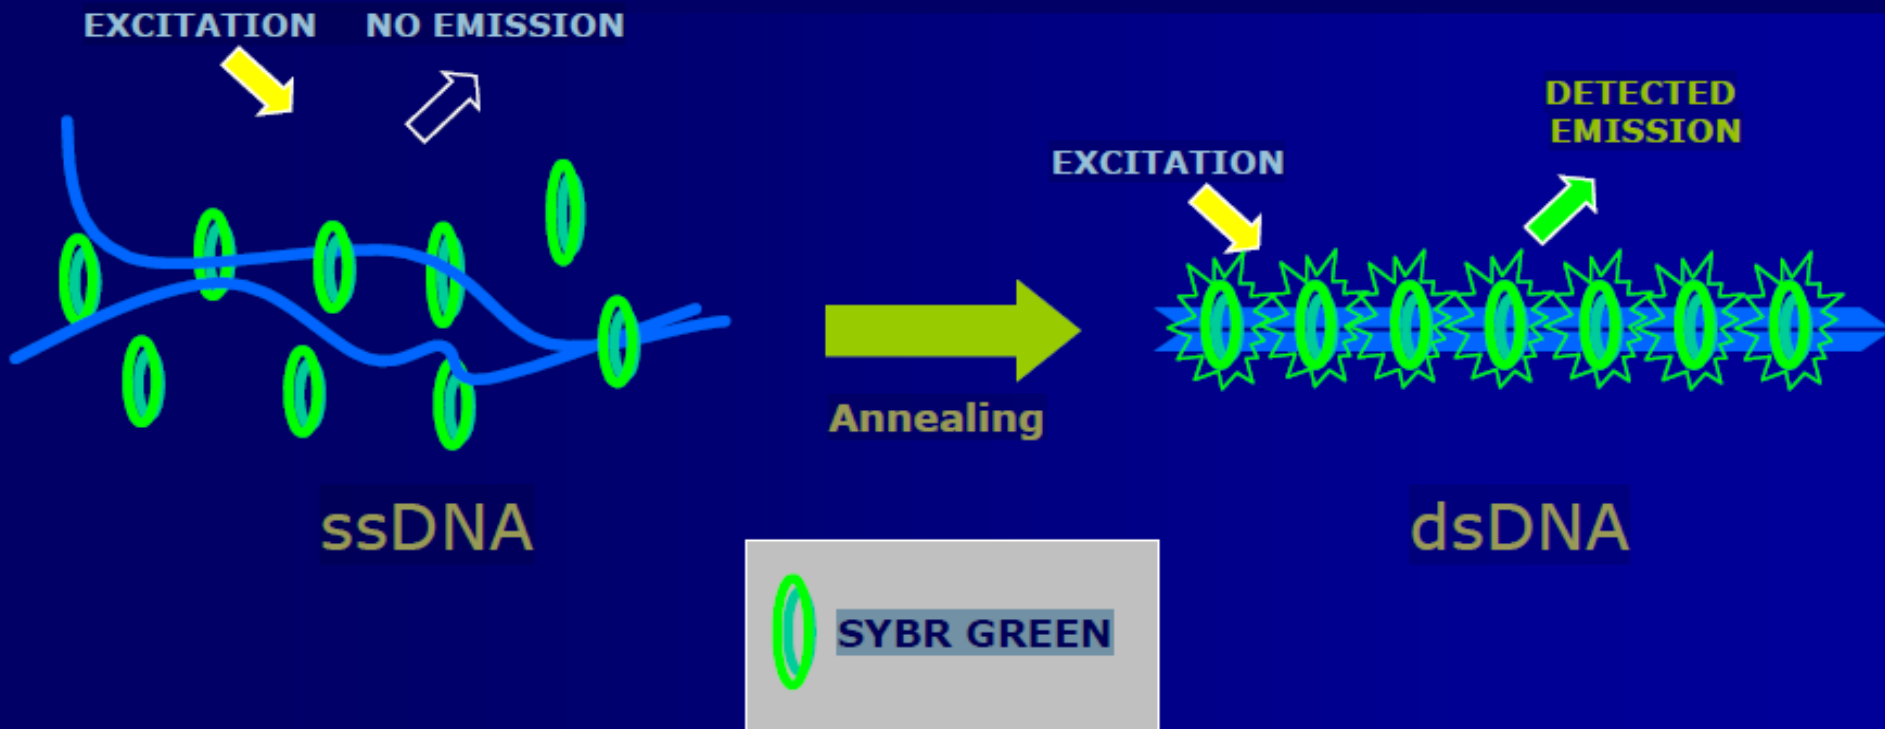 EXCITATION NO EMISSION
DETECTED
EMISSION
EXCITATION
Annealing
ssDNA
dsDNA
SYBR GREEN